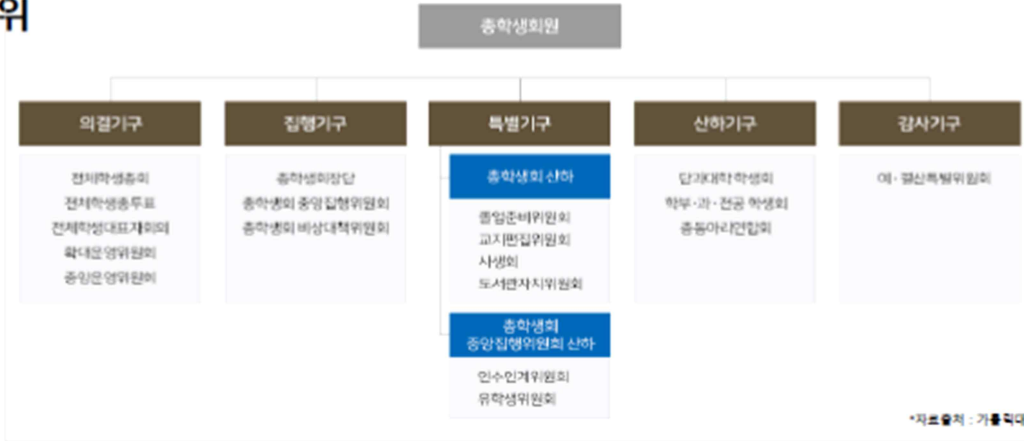 위
총학생회원
의결기구
전체학생총회
전체학생총투표
전체학생대표자회의
확대운영위원회
중앙운영위원회
집행기구
총학생회장단
총학생회 중앙집행위원회
총학생회 비상대책위원회
특별기구
총학생회 산하
졸업준비위원회
교지편집위원회
사생회
도서관자치위원회
총학생회
중앙집행위원회 산하
인수인계위원회
유학생위원회
산하기구
단과대학 학생회
학부·과·전공 학생회
총동아리연합회
감사기구
예·결산특별위원회
*자료출처 : 가톨릭대